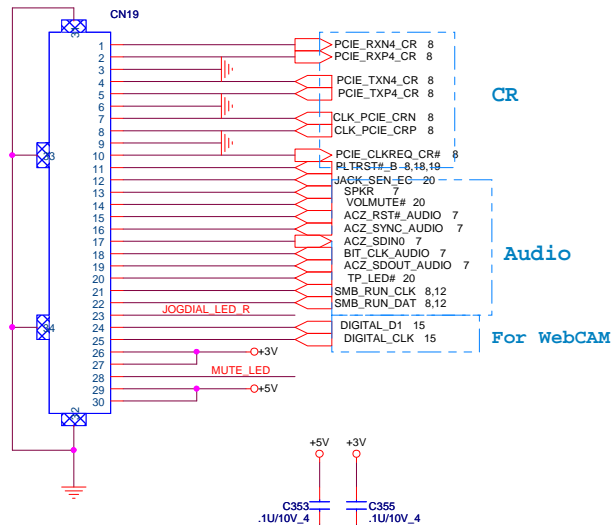 CN19
31
1 PCIE_RXN4_CR 8
2 PCIE_RXP4_CR 8
3
4 PCIE_TXN4_CR 8
5 PCIE_TXP4_CR 8
CR
6
7 CLK_PCIE_CRN 8
8 CLK_PCIE_CRP 8
9
33
10 PCIE_CLKREQ_CR# 8
11 PLTRST#_B 8,18,19
12 JACK_SEN_EC 20
13 SPKR 7
14 VOLMUTE# 20
15 ACZ_RST#_AUDIO 7
16 ACZ_SYNC_AUDIO 7
17 ACZ_SDIN0 7
Audio
18 BIT_CLK_AUDIO 7
19 ACZ_SDOUT_AUDIO 7
20 TP_LED# 20
21 SMB_RUN_CLK 8,12
22 SMB_RUN_DAT 8,12
23 JOGDIAL_LED_R
34
24 DIGITAL_D1 15
25 DIGITAL_CLK 15
For WebCAM
26 +3V
27
28 MUTE_LED
29 +5V
30
32
+5V +3V
C353 C355
.1U/10V_4 .1U/10V_4